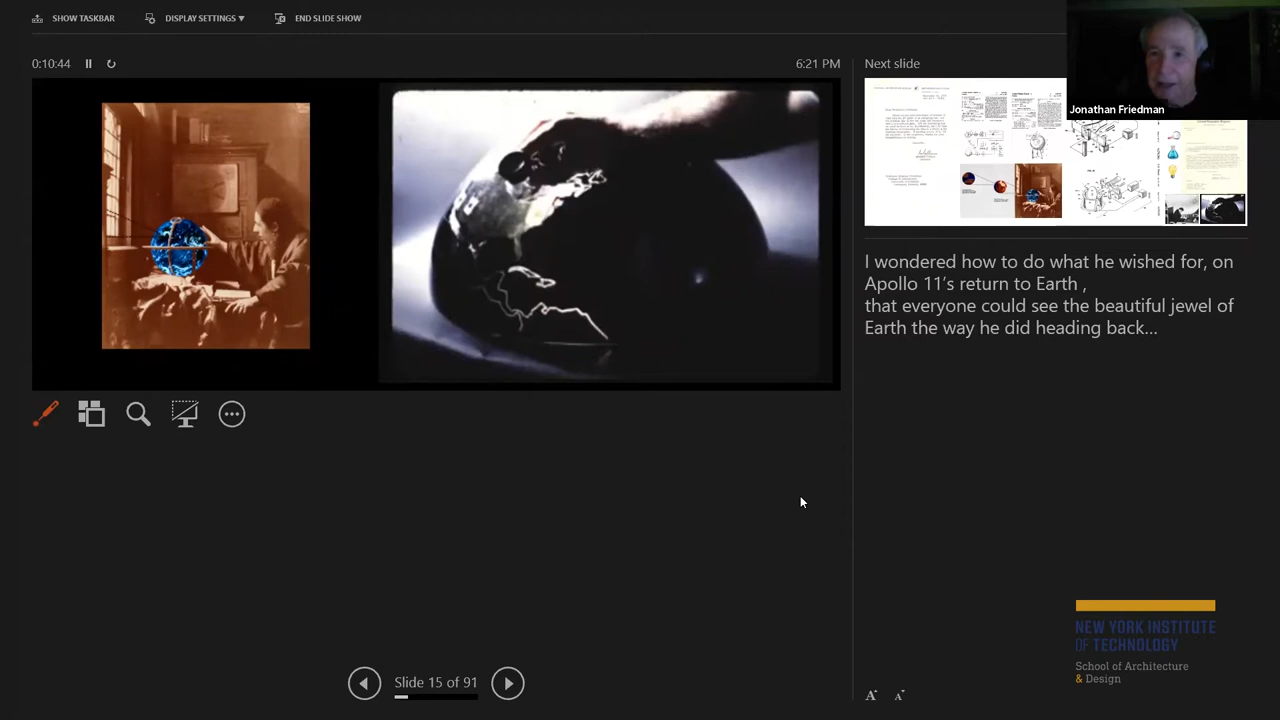 SHOW TASKBAR
DISPLAY SETTINGS ▼
END SLIDE SHOW
0:10:44
6:21 PM
Next slide
Jonathan Friedman
I wondered how to do what he wished for, on
Apollo 11’s return to Earth ,
that everyone could see the beautiful jewel of
Earth the way he did heading back...
Slide 15 of 91
NEW YORK INSTITUTE
OF TECHNOLOGY
School of Architecture
& Design
A
A